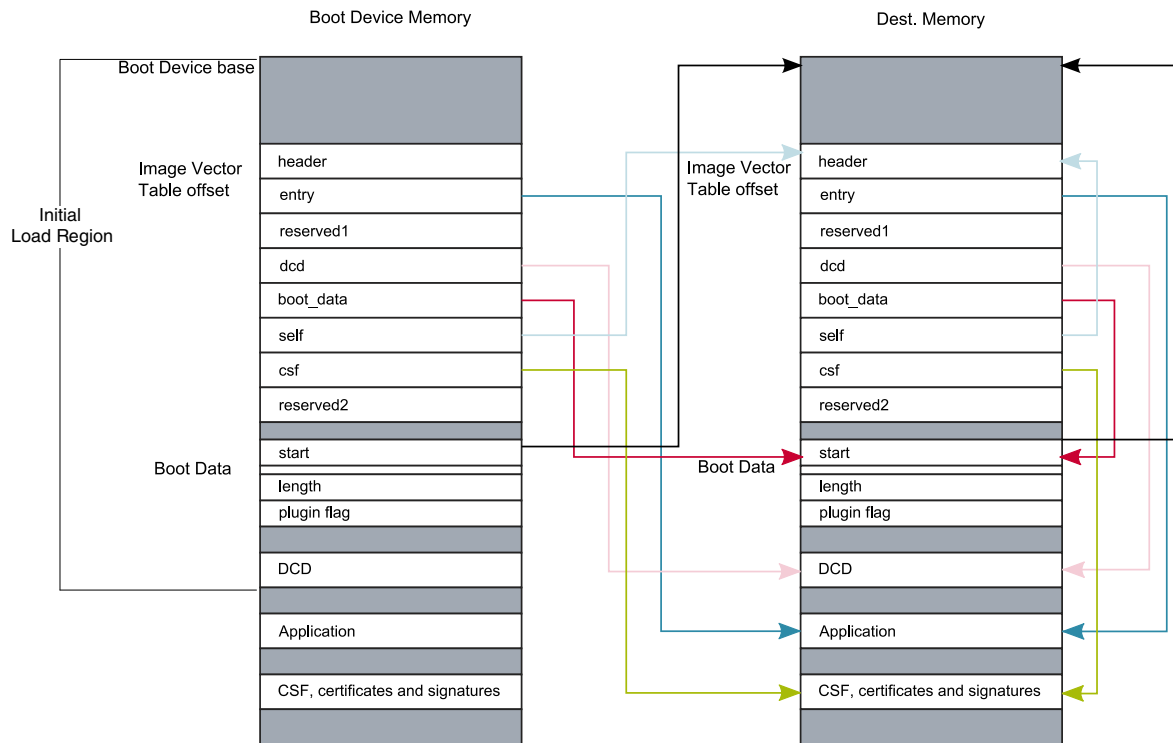 Boot Device Memory
Dest. Memory
Boot Device base
Image Vector
Table offset
Initial
Load Region
header
entry
reserved1
dcd
boot_data
self
csf
reserved2
Boot Data
start
length
plugin flag
DCD
Application
CSF, certificates and signatures
Image Vector
Table offset
header
entry
reserved1
dcd
boot_data
self
csf
reserved2
Boot Data
start
length
plugin flag
DCD
Application
CSF, certificates and signatures